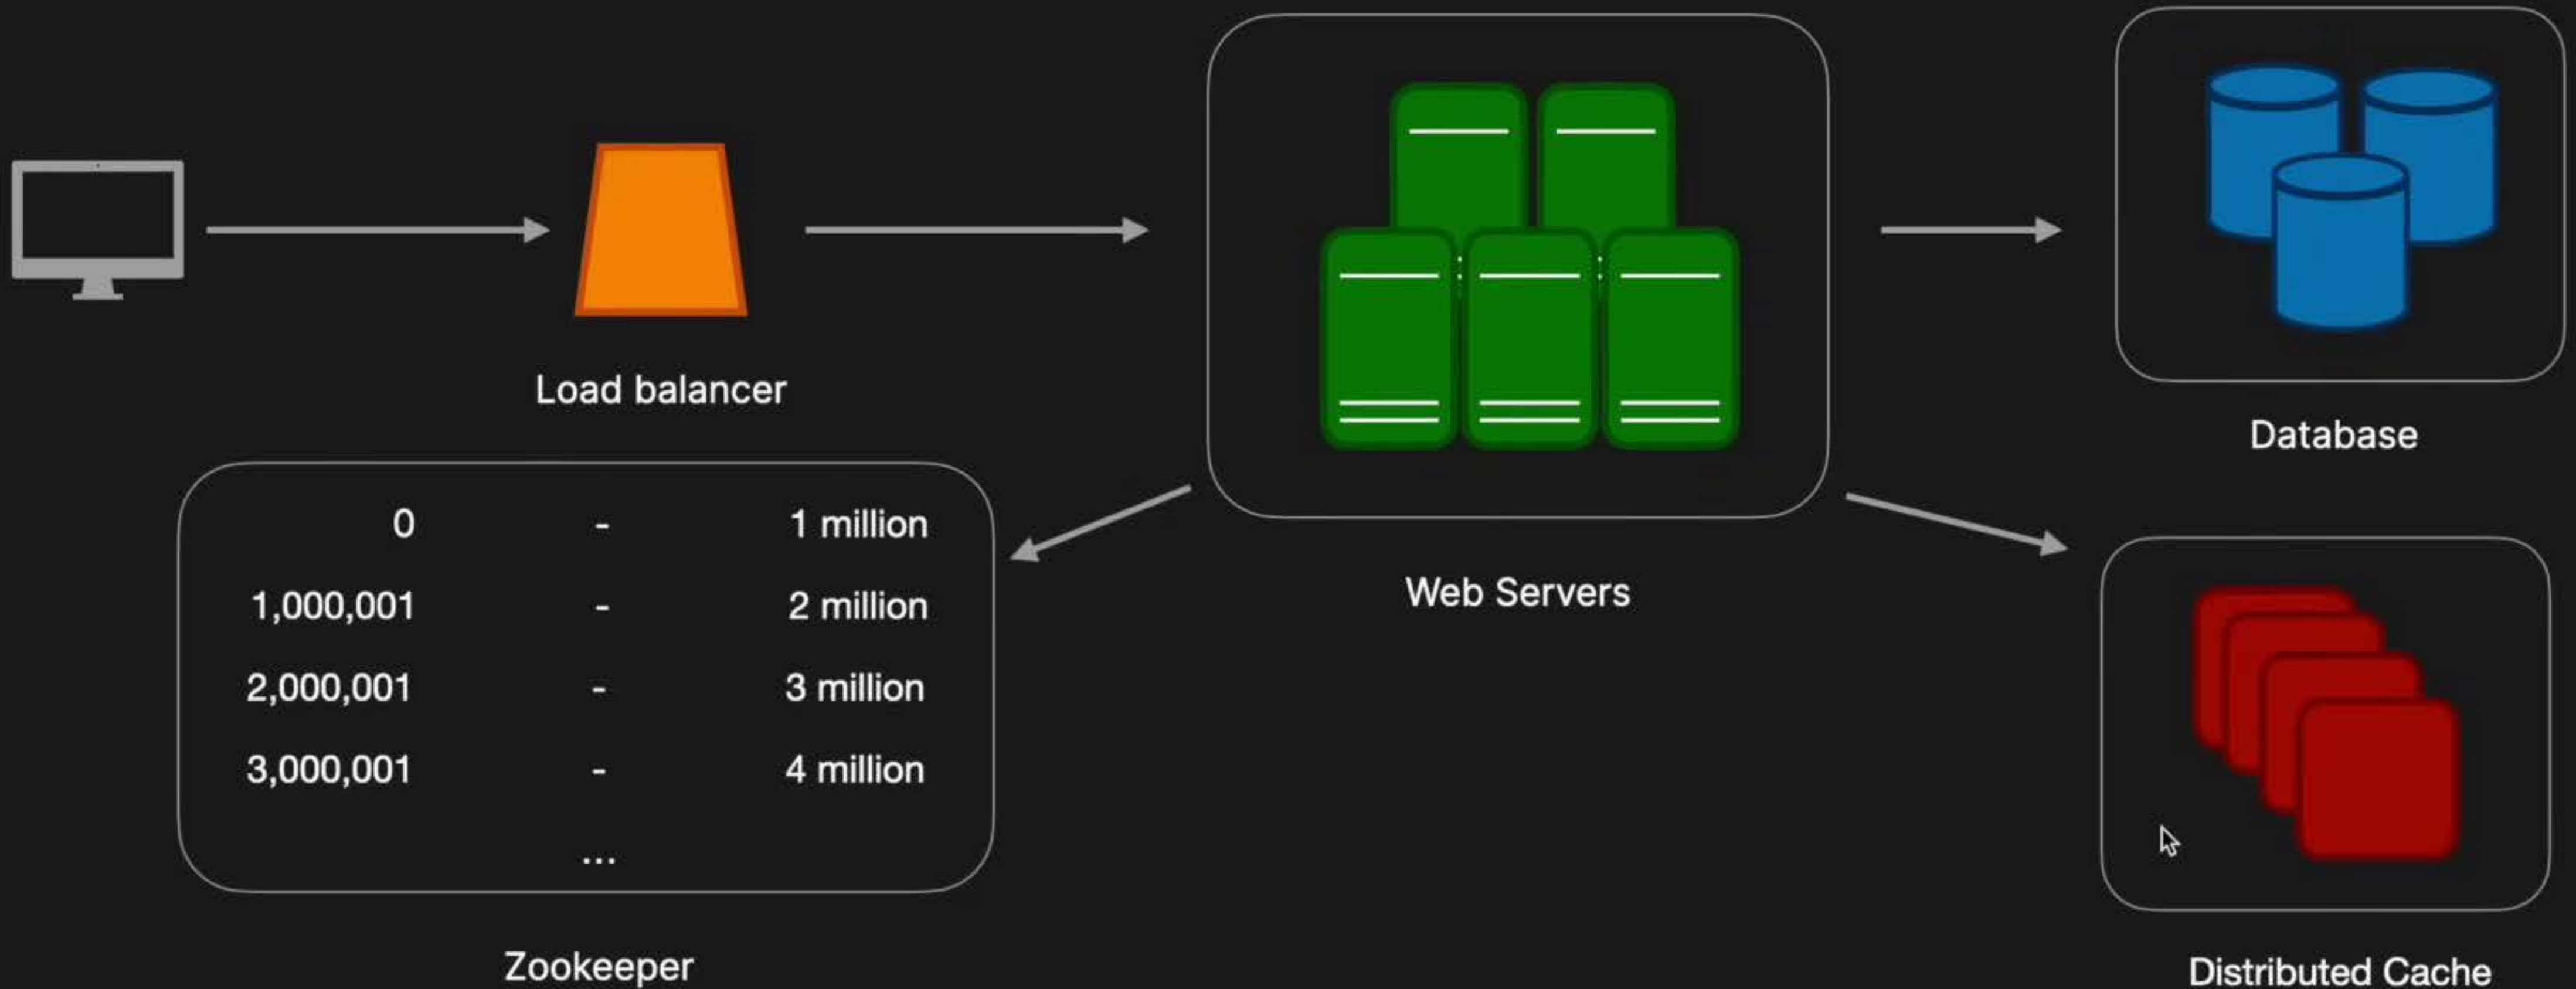 Load balancer
0 - 1 million
1,000,001 - 2 million
2,000,001 - 3 million
3,000,001 - 4 million
...
Zookeeper
Web Servers
Database
Distributed Cache